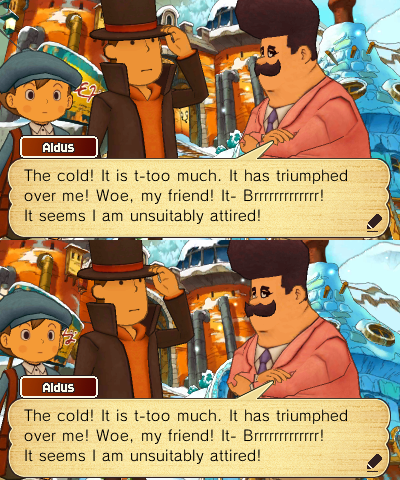 Aldus
The cold! It is t-too much. It has triumphed
over me! Woe, my friend! It- Brrrrrrrrrrrrr!
It seems I am unsuitably attired!
Aldus
The cold! It is t-too much. It has triumphed
over me! Woe, my friend! It- Brrrrrrrrrrrrr!
It seems I am unsuitably attired!